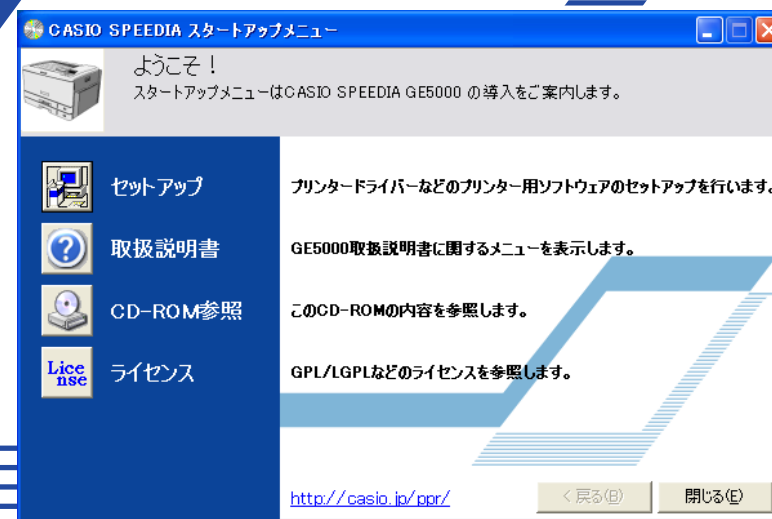 CASIO SPEEDIA スタートアップメニュー
ようこそ！
スタートアップメニューはCASIO SPEEDIA GE5000 の導入をご案内します。
セットアップ
プリンタードライバーなどのプリンター用ソフトウェアのセットアップを行います。
取扱説明書
GE5000取扱説明書に関するメニューを表示します。
CD-ROM参照
このCD-ROMの内容を参照します。
Lice
nse
ライセンス
GPL/LGPLなどのライセンスを参照します。
http://casio.jp/ppr/
< 戻る(B)
閉じる(E)